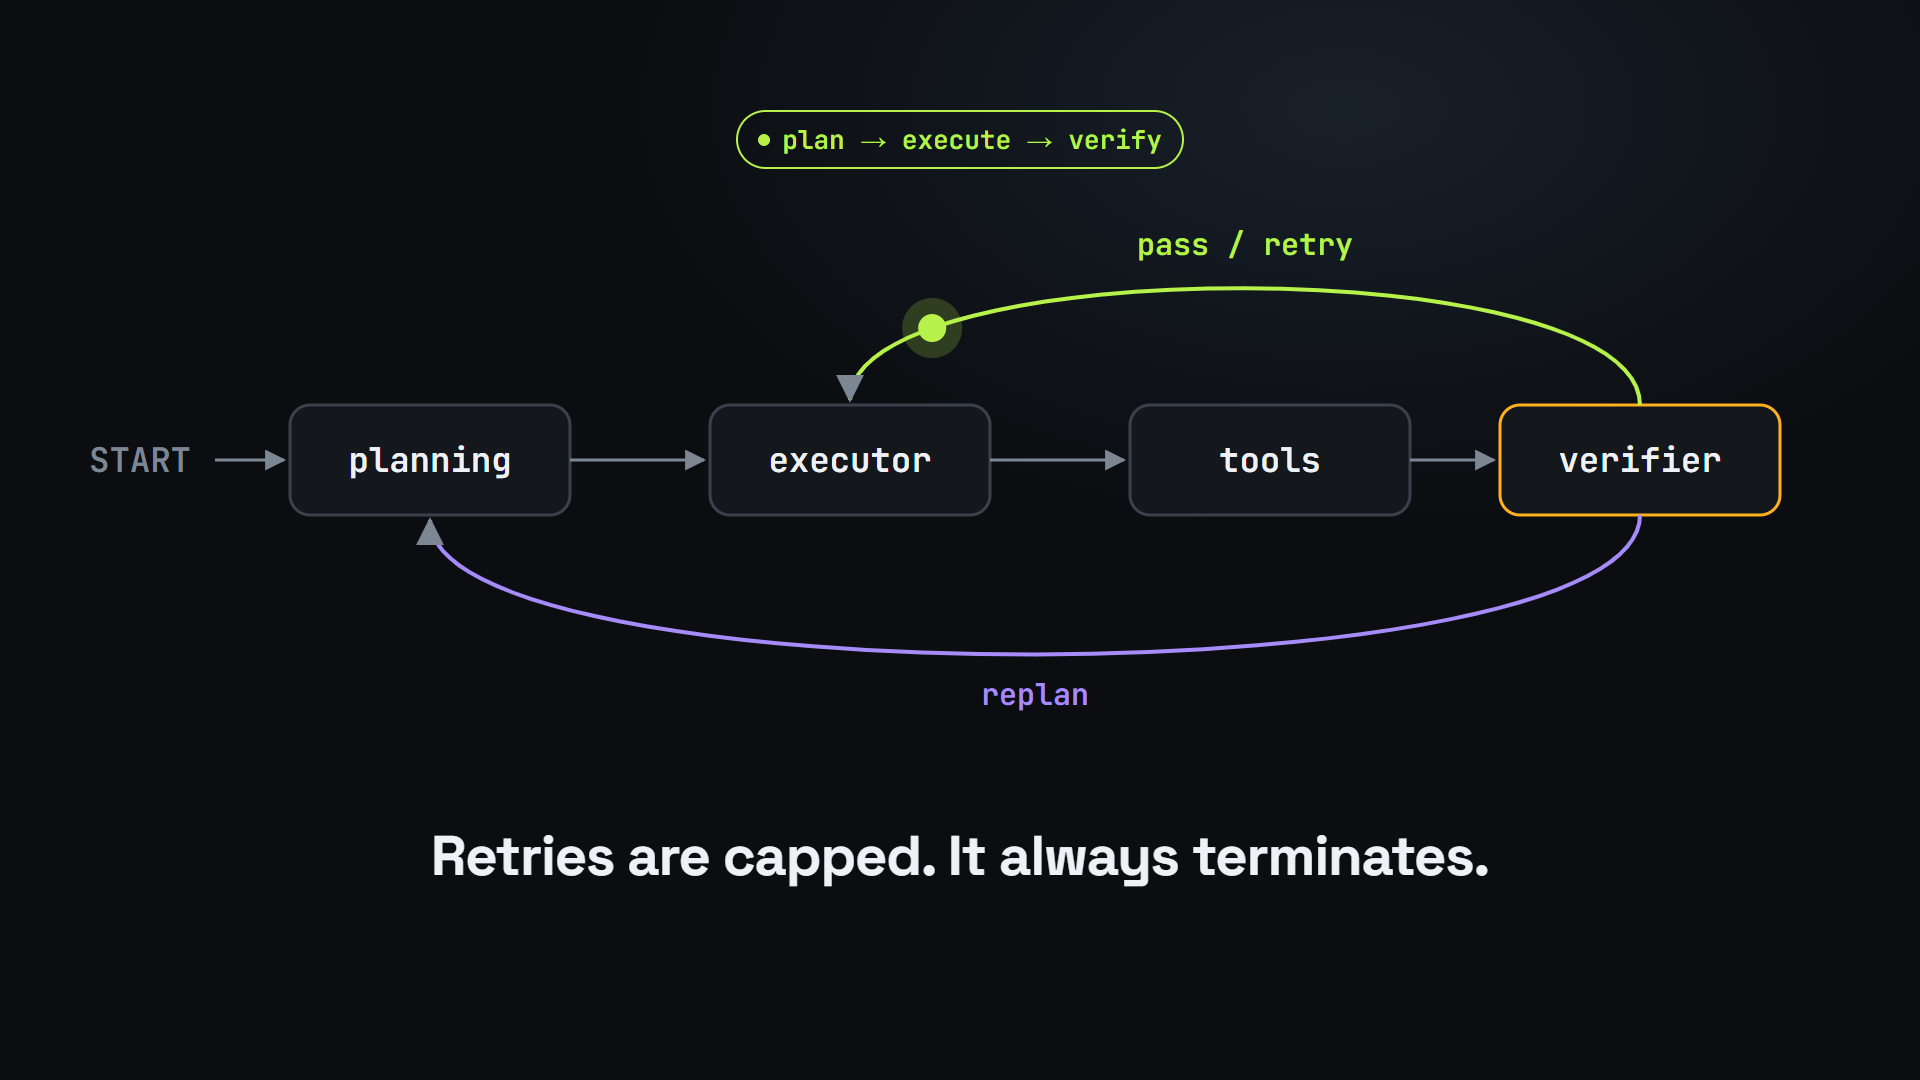 plan → execute → verify
pass / retry
START
planning
executor
tools
verifier
replan
Retries are capped. It always terminates.